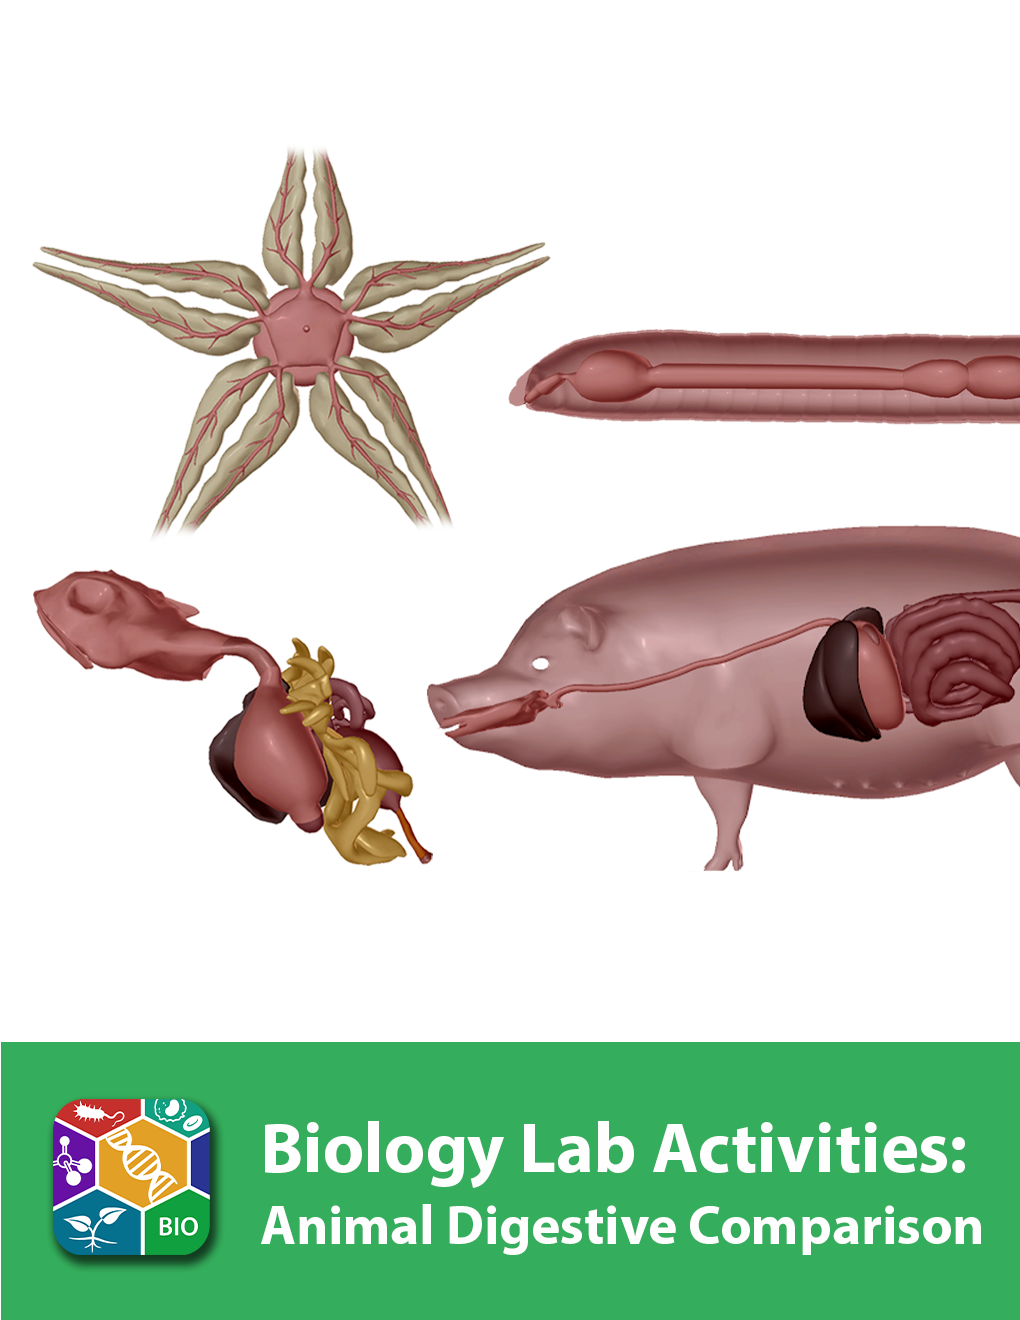 BIO
Biology Lab Activities:
Animal Digestive Comparison